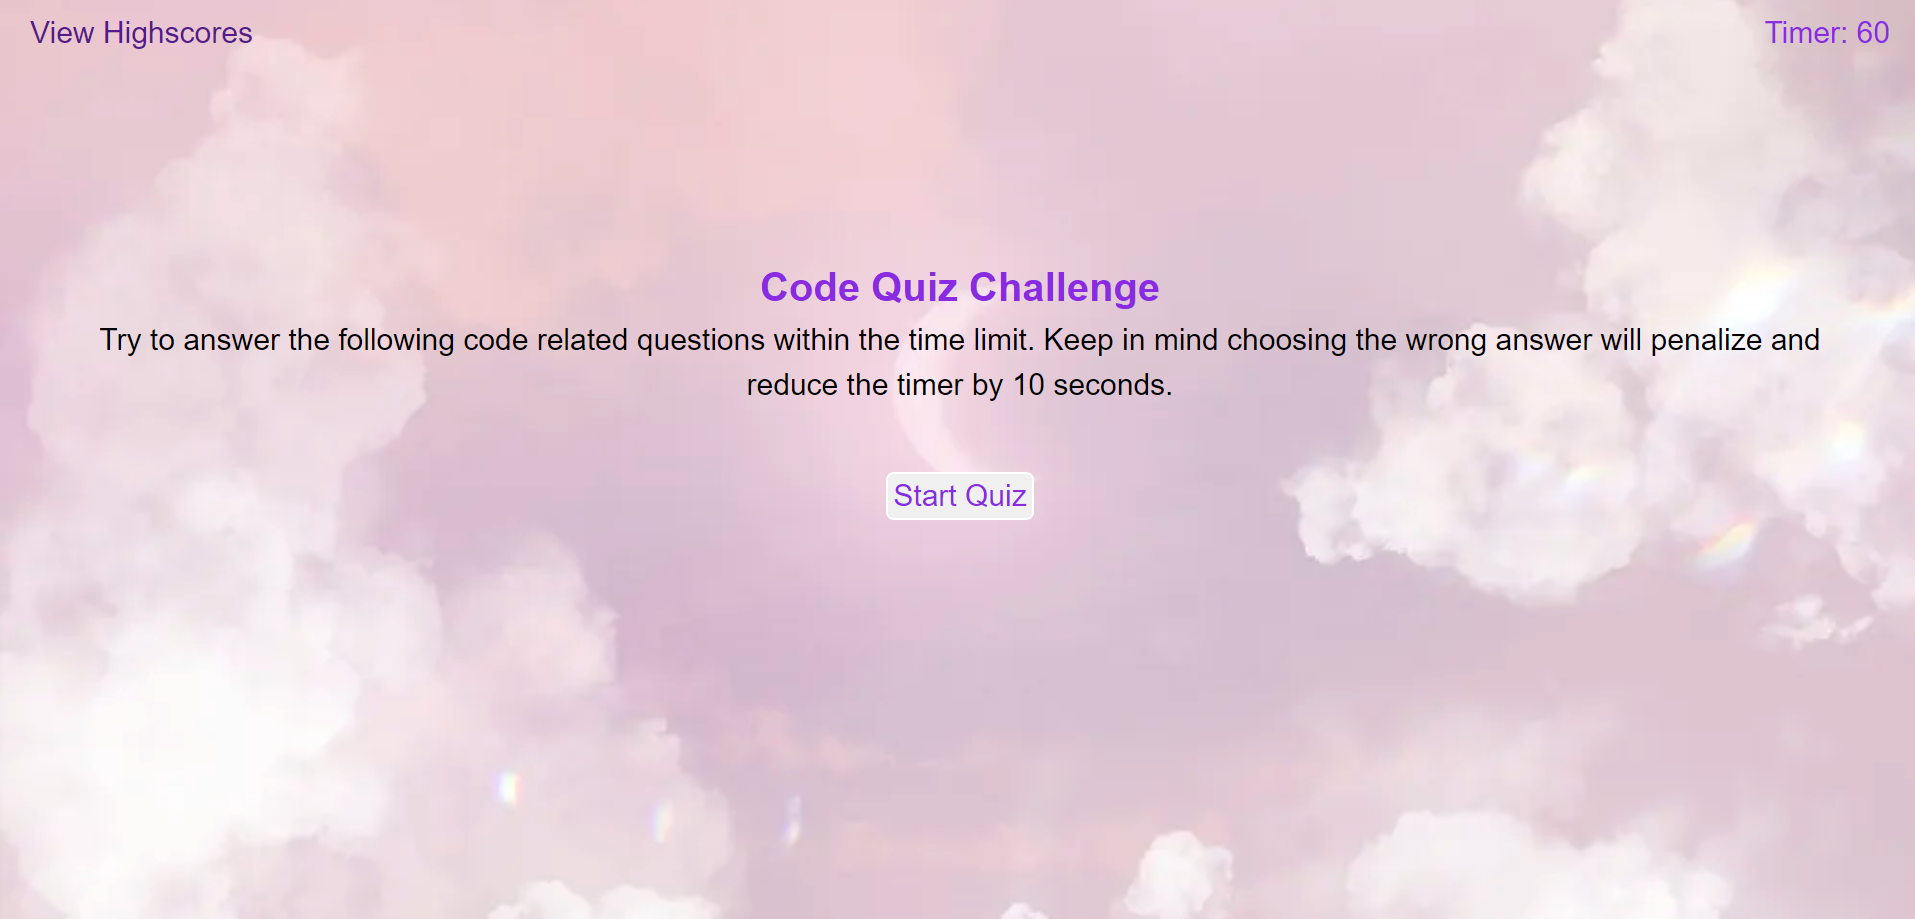 View Highscores
Timer: 60
Code Quiz Challenge
Try to answer the following code related questions within the time limit. Keep in mind choosing the wrong answer will penalize and
reduce the timer by 10 seconds.
Start Quiz